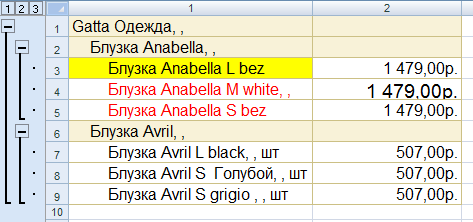 1 2 3 1 2
1 Gatta Одежда, ,
2 Блузка Anabella, ,
3 Блузка Anabella L bez 1 479,00р.
4 Блузка Anabella M white, , 1 479,00р.
5 Блузка Anabella S bez 1 479,00р.
6 Блузка Avril, ,
7 Блузка Avril L black, , шт 507,00р.
8 Блузка Avril S  Голубой, , шт 507,00р.
9 Блузка Avril S grigio , , шт 507,00р.
10